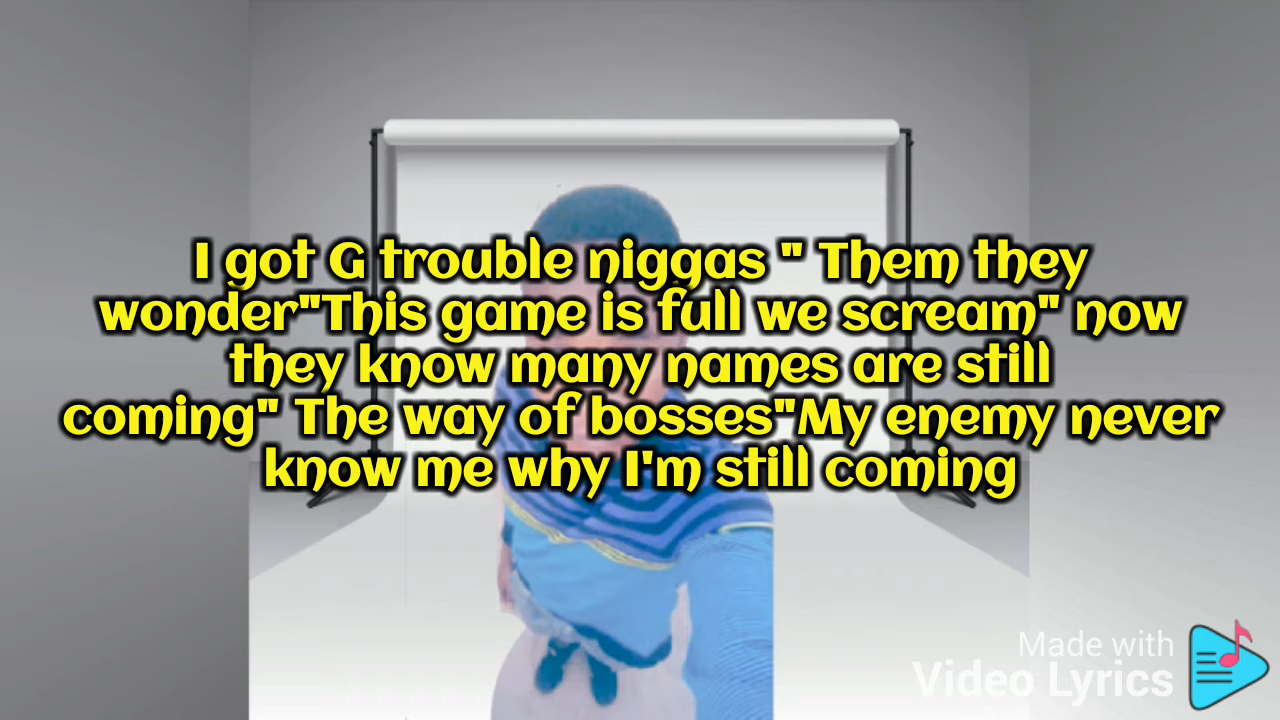 I got G trouble niggas " Them they
wonder"This game is full we scream" now
they know many names are still
coming" The way of bosses"My enemy never
know me why I'm still coming
Made with
Video Lyrics